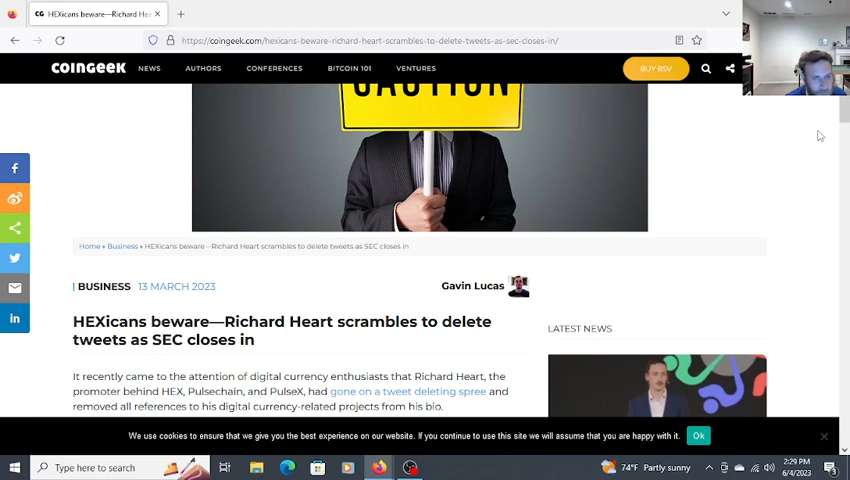 CG HEXicans beware—Richard Hea
https://coingeek.com/hexicans-beware-richard-heart-scrambles-to-delete-tweets-as-sec-closes-in/
COINGEEK NEWS AUTHORS CONFERENCES BITCOIN 101 VENTURES BUY BSV
CAUTION
Home » Business » HEXicans beware—Richard Heart scrambles to delete tweets as SEC closes in
BUSINESS 13 MARCH 2023 Gavin Lucas
HEXicans beware—Richard Heart scrambles to delete
tweets as SEC closes in
LATEST NEWS
It recently came to the attention of digital currency enthusiasts that Richard Heart, the
promoter behind HEX, Pulsechain, and PulseX, had gone on a tweet deleting spree and
removed all references to his digital currency-related projects from his bio.
We use cookies to ensure that we give you the best experience on our website. If you continue to use this site we will assume that you are happy with it. Ok
Type here to search
74°F Partly sunny
2:29 PM
6/4/2023
3